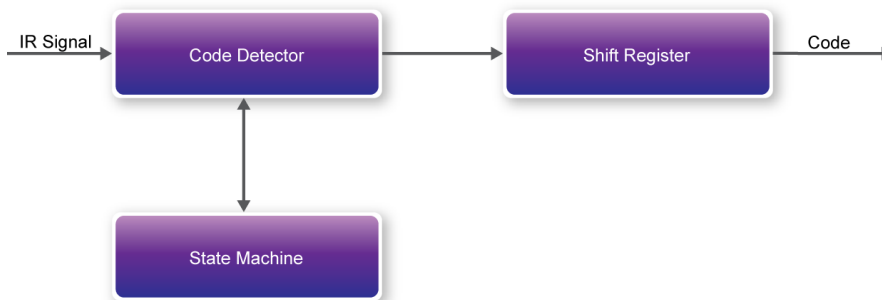 IR Signal
Code Detector
Shift Register
Code
State Machine